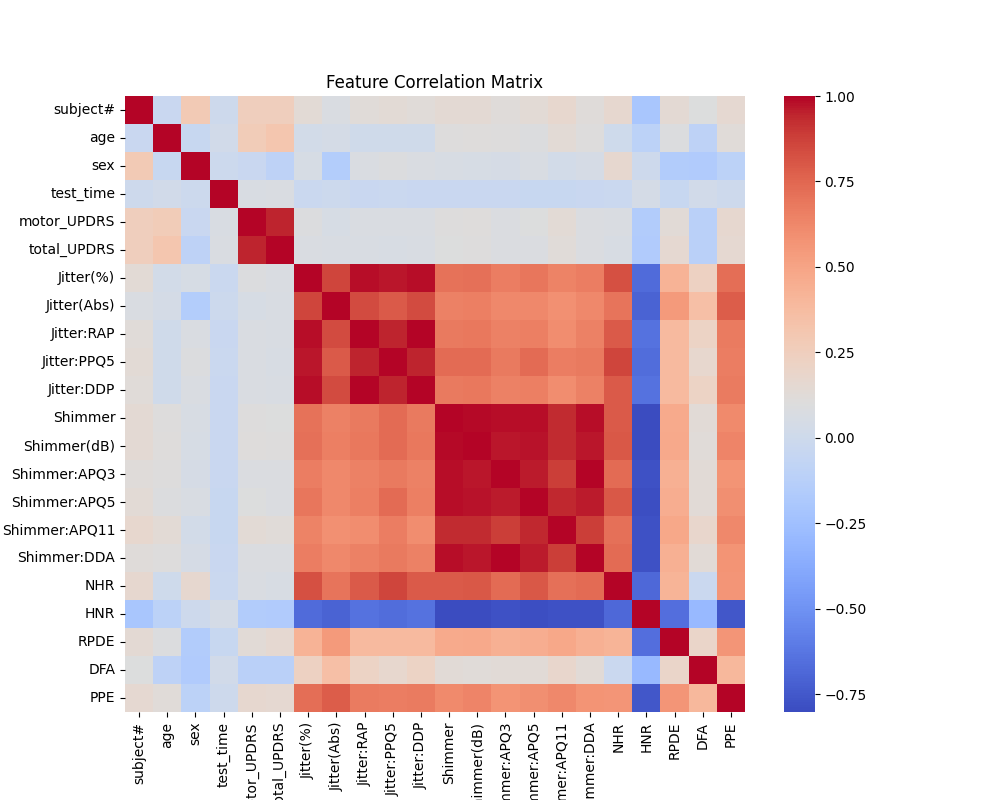 Feature Correlation Matrix
subject#
age
sex
test_time
motor_UPDRS
total_UPDRS
Jitter(%)
Jitter(Abs)
Jitter:RAP
Jitter:PPQ5
Jitter:DDP
Shimmer
Shimmer(dB)
Shimmer:APQ3
Shimmer:APQ5
Shimmer:APQ11
Shimmer:DDA
NHR
HNR
RPDE
DFA
PPE
1.00
0.75
0.50
0.25
0.00
−0.25
−0.50
−0.75
subject#
age
sex
test_time
tor_UPDRS
otal_UPDRS
Jitter(%)
Jitter(Abs)
Jitter:RAP
Jitter:PPQ5
Jitter:DDP
Shimmer
immer(dB)
mmer:APQ3
mmer:APQ5
mer:APQ11
mmer:DDA
NHR
HNR
RPDE
DFA
PPE